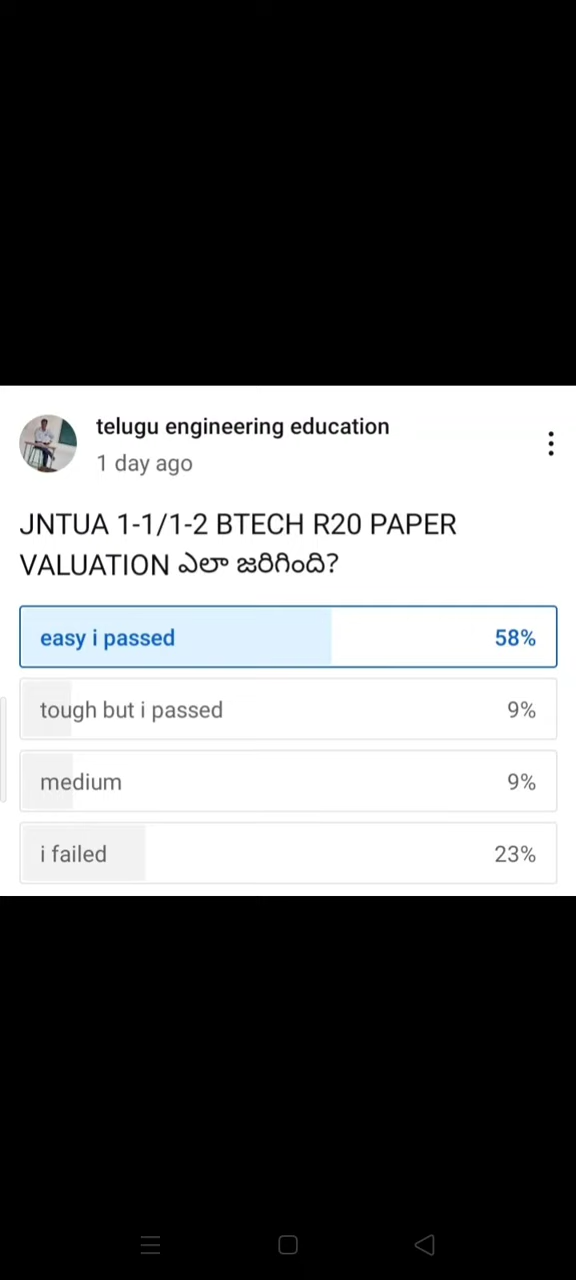 telugu engineering education
1 day ago
JNTUA 1-1/1-2 BTECH R20 PAPER
VALUATION ఎలా జరిగింది?
easy i passed 58%
tough but i passed 9%
medium 9%
i failed 23%